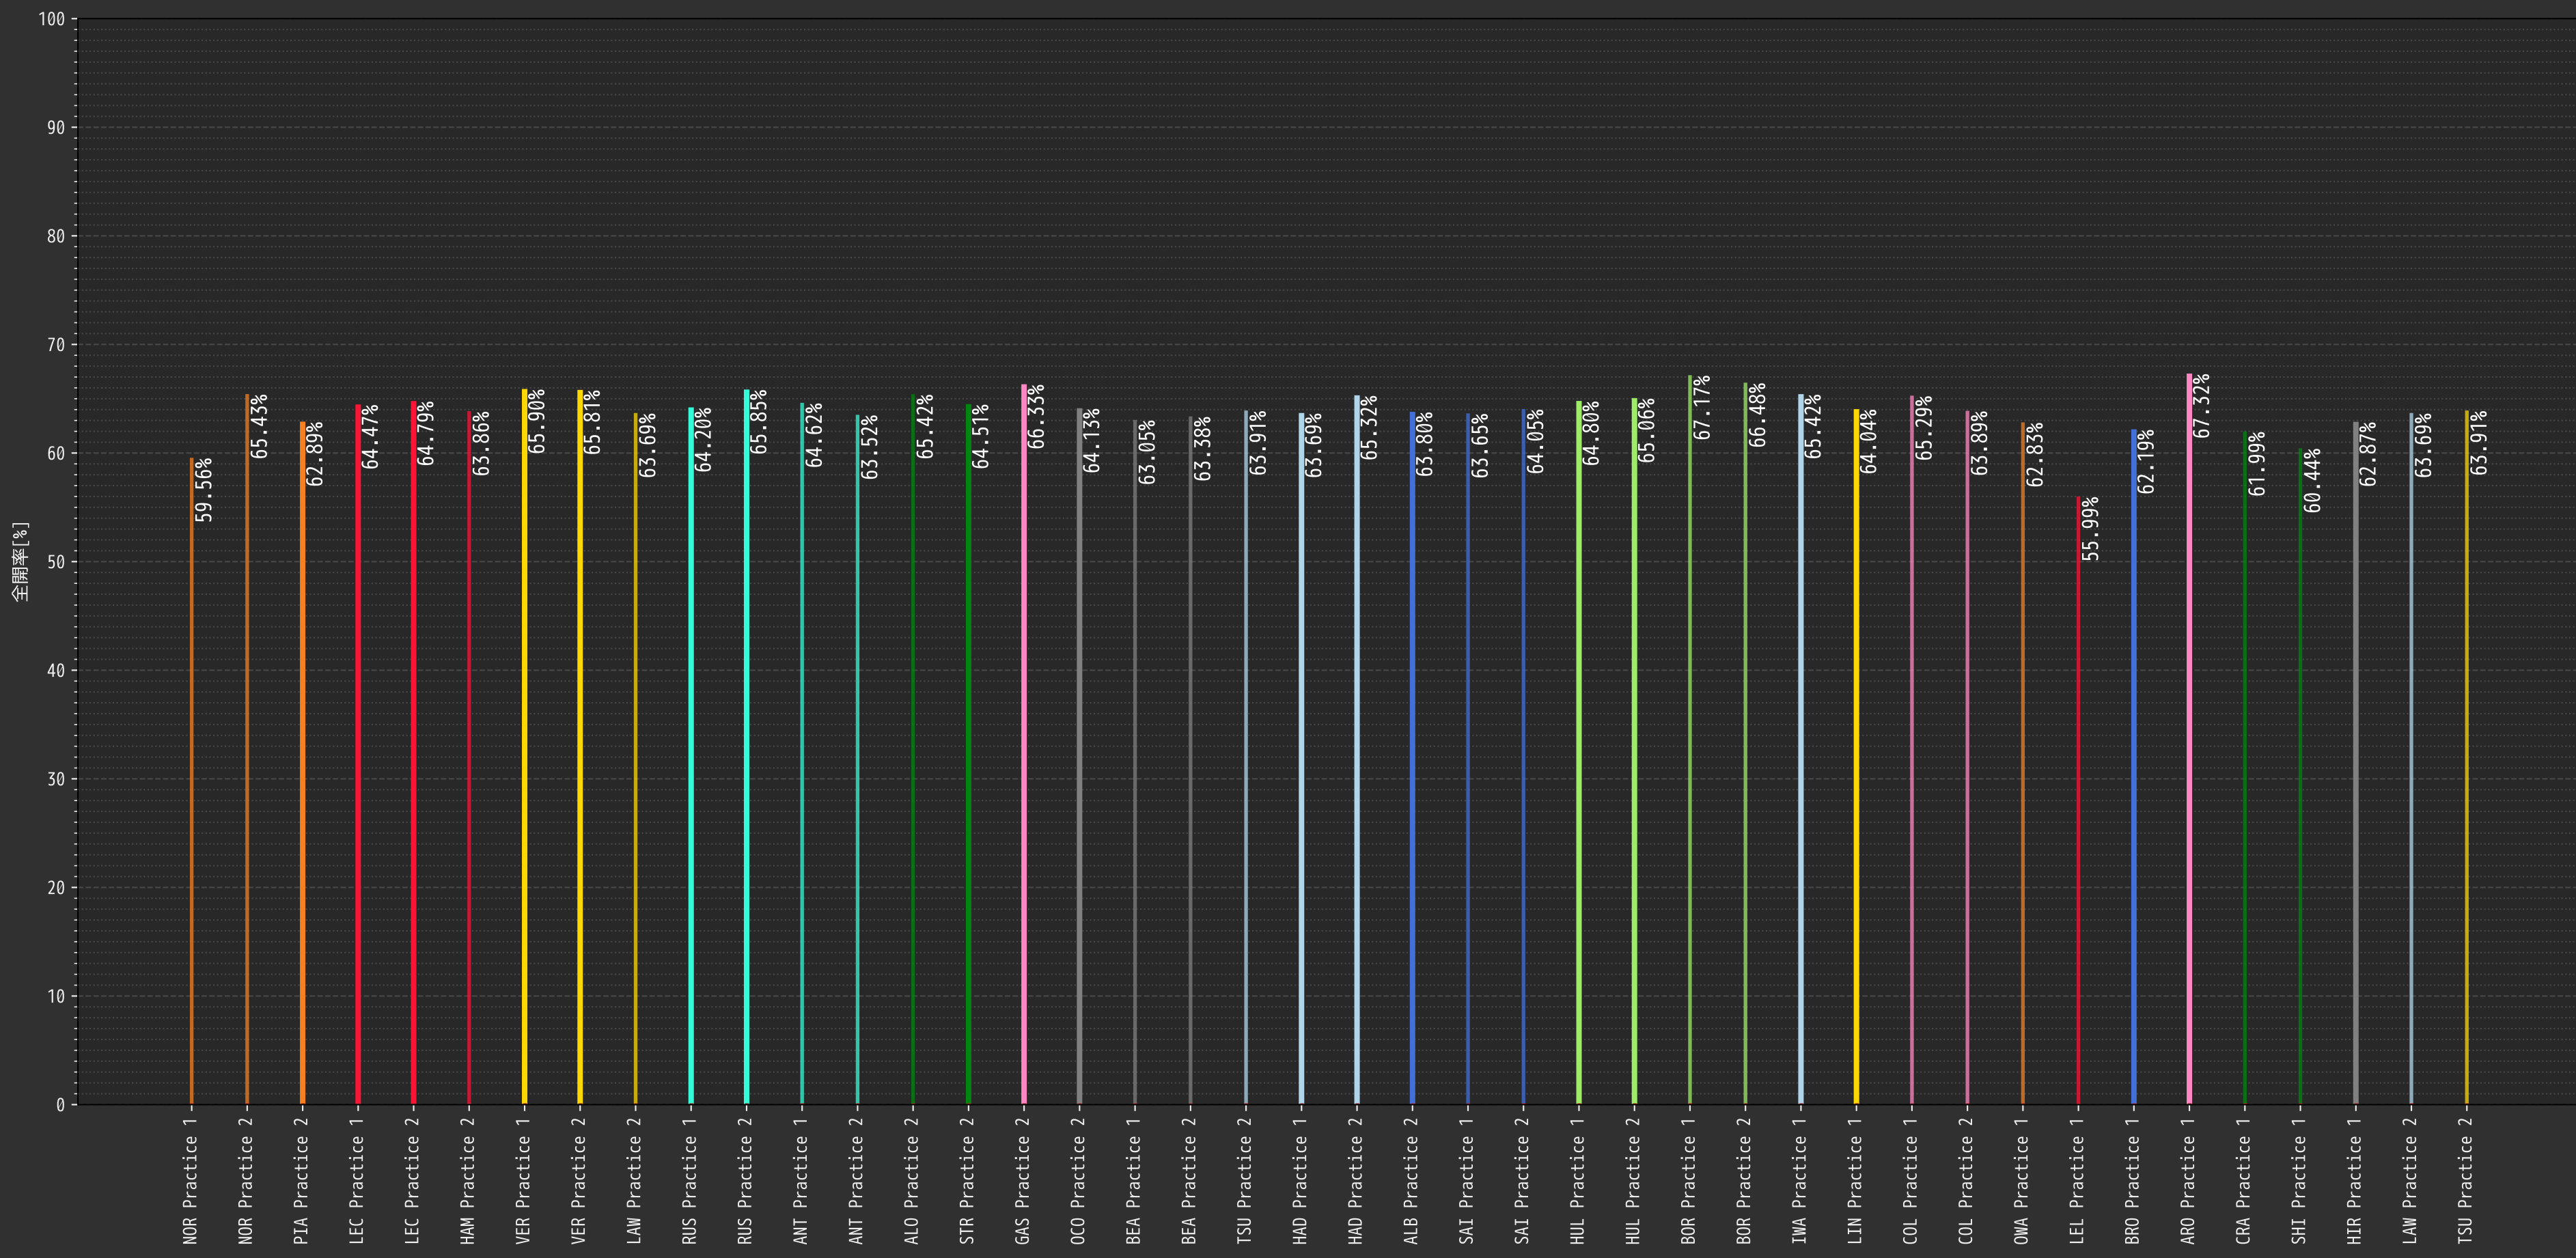 100
90
80
70
60
50
40
30
20
10
0
全開率[%]
59.56%
65.43%
62.89%
64.47%
64.79%
63.86%
65.90%
65.81%
63.69%
64.20%
65.85%
64.62%
63.52%
65.42%
64.51%
66.33%
64.13%
63.05%
63.38%
63.91%
63.69%
65.32%
63.80%
63.65%
64.05%
64.80%
65.06%
67.17%
66.48%
65.42%
64.04%
65.29%
63.89%
62.83%
55.99%
62.19%
67.32%
61.99%
60.44%
62.87%
63.69%
63.91%
NOR Practice 1
NOR Practice 2
PIA Practice 2
LEC Practice 1
LEC Practice 2
HAM Practice 2
VER Practice 1
VER Practice 2
LAW Practice 2
RUS Practice 1
RUS Practice 2
ANT Practice 1
ANT Practice 2
ALO Practice 2
STR Practice 2
GAS Practice 2
OCO Practice 2
BEA Practice 1
BEA Practice 2
TSU Practice 2
HAD Practice 1
HAD Practice 2
ALB Practice 2
SAI Practice 1
SAI Practice 2
HUL Practice 1
HUL Practice 2
BOR Practice 1
BOR Practice 2
IWA Practice 1
LIN Practice 1
COL Practice 1
COL Practice 2
OWA Practice 1
LEL Practice 1
BRO Practice 1
ARO Practice 1
CRA Practice 1
SHI Practice 1
HIR Practice 1
LAW Practice 2
TSU Practice 2